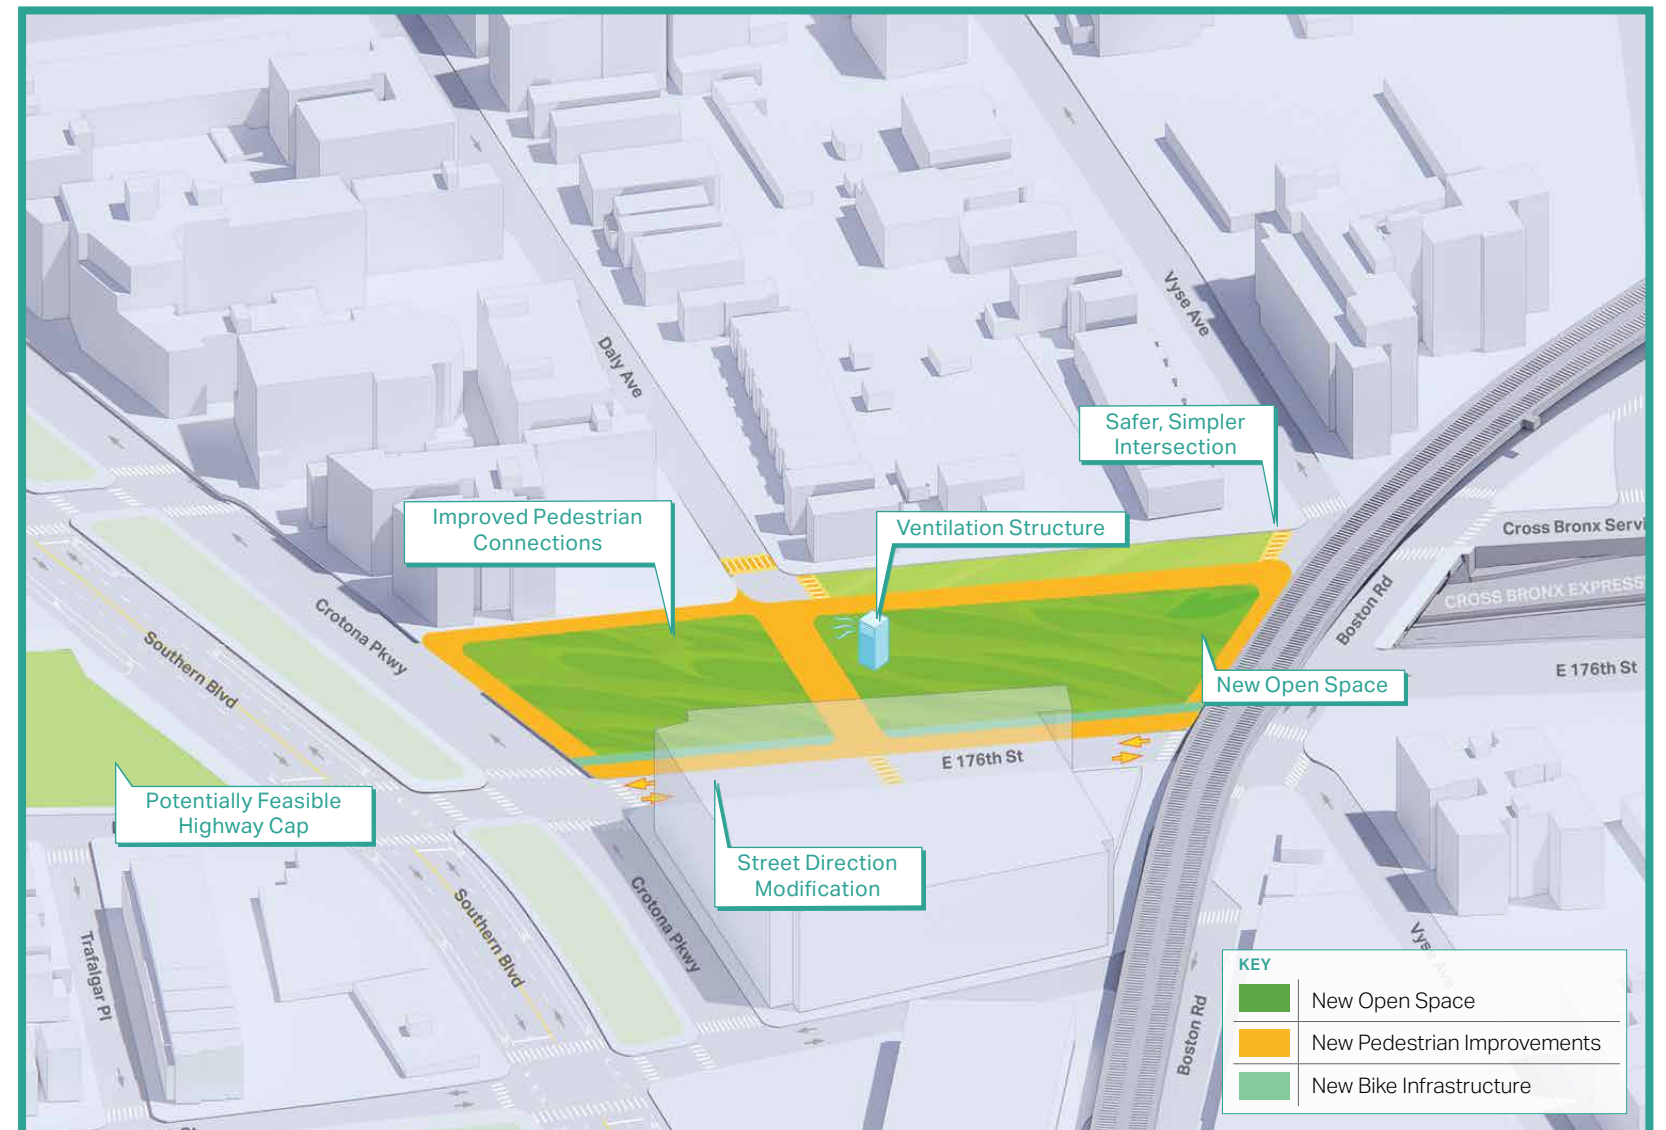 Vyse Ave
Daly Ave
Safer, Simpler
Intersection
Improved Pedestrian
Connections
Ventilation Structure
Cross Bronx Servi
CROSS BRONX EXPRESS
Boston Rd
Crotona Pkwy
Southern Blvd
E 176th St
New Open Space
E 176th St
Potentially Feasible
Highway Cap
Street Direction
Modification
Southern Blvd
Crotona Pkwy
Trafalgar Pl
Vyse Ave
Boston Rd
KEY
New Open Space
New Pedestrian Improvements
New Bike Infrastructure